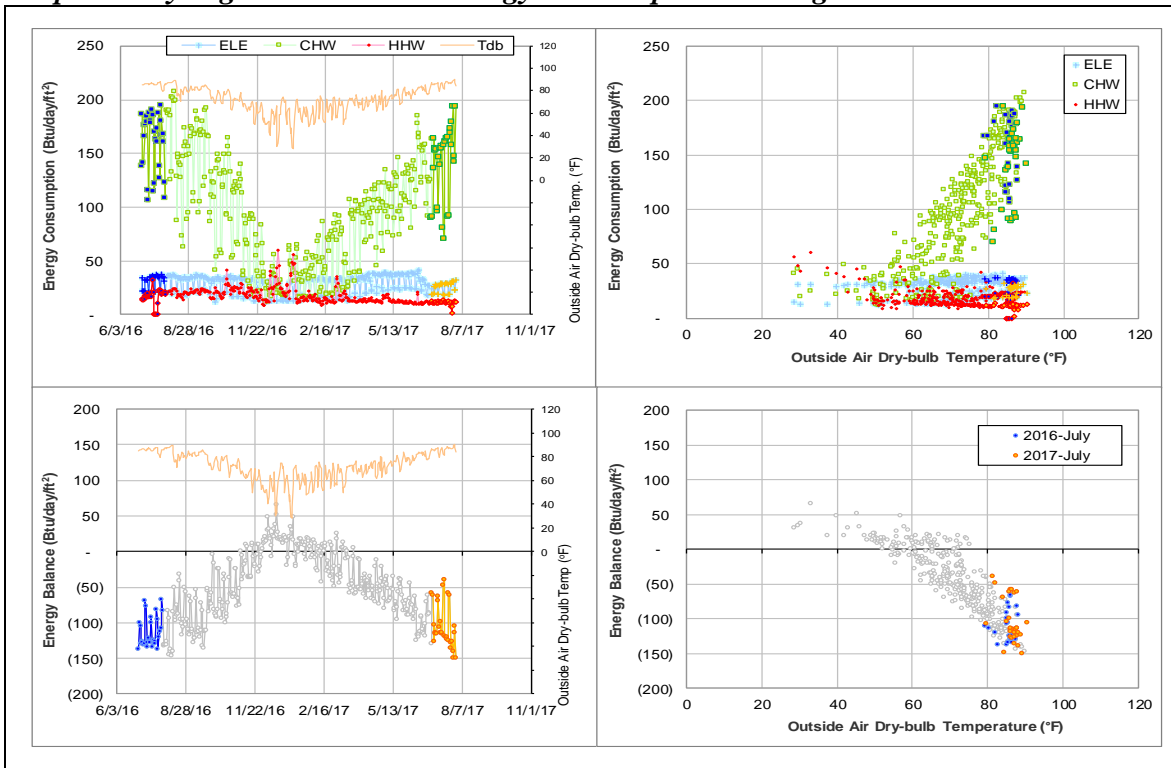 250
200
150
100
50
-
Energy Consumption (Btu/day/ft²)
ELE CHW HHW Tdb
120
100
80
60
40
20
0
Outside Air Dry-bulb Temp. (°F)
6/3/16 8/28/16 11/22/16 2/16/17 5/13/17 8/7/17 11/1/17
250
200
150
100
50
-
Energy Consumption (Btu/day/ft²)
ELE
CHW
HHW
0 20 40 60 80 100 120
Outside Air Dry-bulb Temperature (°F)
200
150
100
50
-
(50)
(100)
(150)
(200)
Energy Balance (Btu/day/ft²)
120
100
80
60
40
20
0
Outside Air Dry-bulb Temp (°F)
6/3/16 8/28/16 11/22/16 2/16/17 5/13/17 8/7/17 11/1/17
200
150
100
50
-
(50)
(100)
(150)
(200)
Energy Balance (Btu/day/ft²)
2016-July
2017-July
0 20 40 60 80 100 120
Outside Air Dry-bulb Temperature (°F)